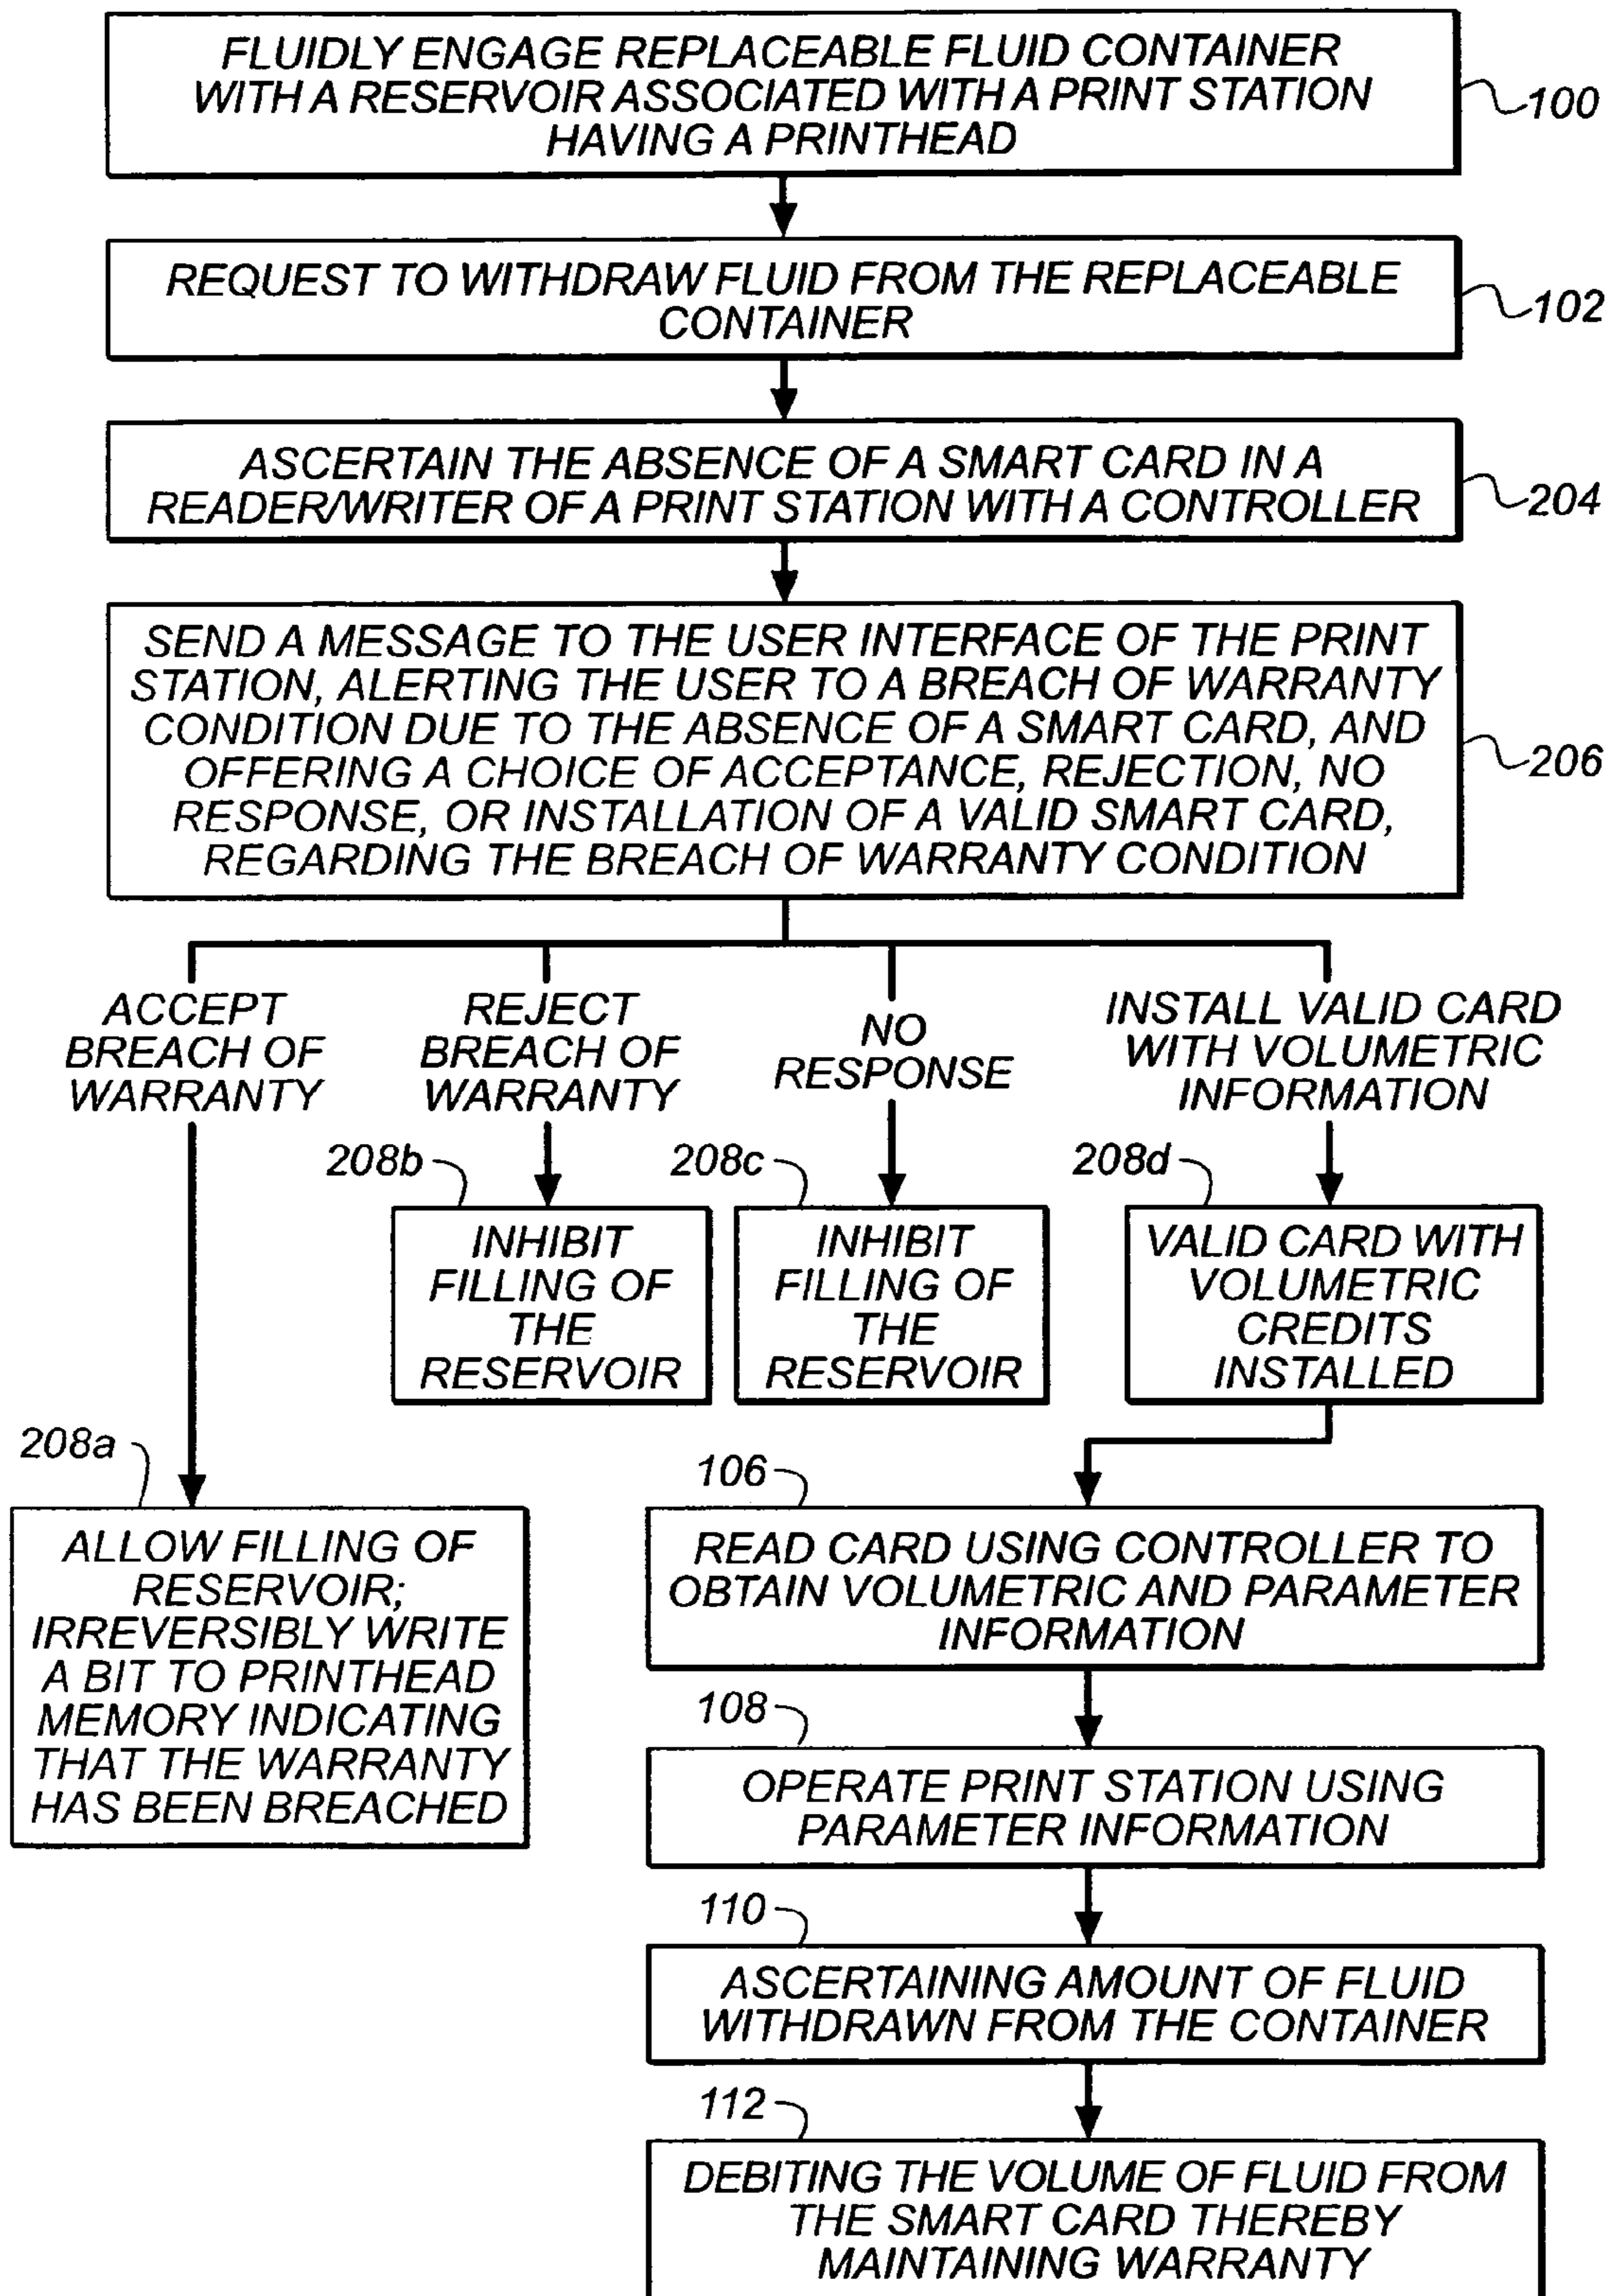 FLUIDLY ENGAGE REPLACEABLE FLUID CONTAINER
WITH A RESERVOIR ASSOCIATED WITH A PRINT STATION
HAVING A PRINTHEAD
100
REQUEST TO WITHDRAW FLUID FROM THE REPLACEABLE
CONTAINER
102
ASCERTAIN THE ABSENCE OF A SMART CARD IN A
READER/WRITER OF A PRINT STATION WITH A CONTROLLER
204
SEND A MESSAGE TO THE USER INTERFACE OF THE PRINT
STATION, ALERTING THE USER TO A BREACH OF WARRANTY
CONDITION DUE TO THE ABSENCE OF A SMART CARD, AND
OFFERING A CHOICE OF ACCEPTANCE, REJECTION, NO
RESPONSE, OR INSTALLATION OF A VALID SMART CARD,
REGARDING THE BREACH OF WARRANTY CONDITION
206
ACCEPT
BREACH OF
WARRANTY
REJECT
BREACH OF
WARRANTY
NO
RESPONSE
INSTALL VALID CARD
WITH VOLUMETRIC
INFORMATION
208b
INHIBIT
FILLING OF
THE
RESERVOIR
208c
INHIBIT
FILLING OF
THE
RESERVOIR
208d
VALID CARD WITH
VOLUMETRIC
CREDITS
INSTALLED
208a
ALLOW FILLING OF
RESERVOIR;
IRREVERSIBLY WRITE
A BIT TO PRINTHEAD
MEMORY INDICATING
THAT THE WARRANTY
HAS BEEN BREACHED
106
READ CARD USING CONTROLLER TO
OBTAIN VOLUMETRIC AND PARAMETER
INFORMATION
108
OPERATE PRINT STATION USING
PARAMETER INFORMATION
110
ASCERTAINING AMOUNT OF FLUID
WITHDRAWN FROM THE CONTAINER
112
DEBITING THE VOLUME OF FLUID FROM
THE SMART CARD THEREBY
MAINTAINING WARRANTY